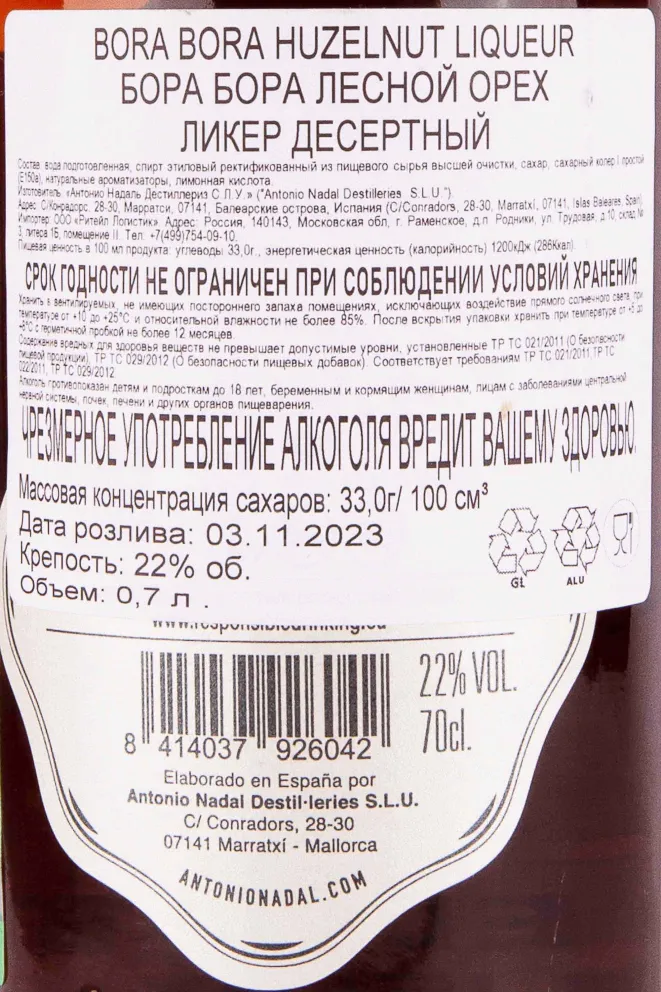 BORA BORA HUZELNUT LIQUEUR
БОРА БОРА ЛЕСНОЙ ОРЕХ
ЛИКЕР ДЕСЕРТНЫЙ
Состав: вода подготовленная, спирт этиловый ректификованный из пищевого сырья высшей очистки, сахар, сахарный колер I простой
(Е150a), натуральные ароматизаторы, лимонная кислота.
Изготовитель: «Антонио Надаль Дестиллериз С.Л.У.» ("Antonio Nadal Destilleries S.L.U.").
Адрес: С/Конрадорс, 28-30, Марратси, 07141, Балеарские острова, Испания (C/Conradors, 28-30, Marratxí, 07141, Islas Baleares, Spain)
Импортер: ООО «Ритейл Логистик» Адрес: Россия, 140143, Московская обл, г. Раменское, д.п. Родники, ул. Трудовая, д.10, склад №
3, литера 1Б, помещение II. Тел: +7(499)754-09-10.
Пищевая ценность в 100 мл продукта: углеводы 33,0г., энергетическая ценность (калорийность) 1200кДж (286Ккал).
СРОК ГОДНОСТИ НЕ ОГРАНИЧЕН ПРИ СОБЛЮДЕНИИ УСЛОВИЙ ХРАНЕНИЯ
Хранить в вентилируемых, не имеющих постороннего запаха помещениях, исключающих воздействие прямого солнечного света, при
температуре от +10 до +25°С и относительной влажности не более 85%. После вскрытия упаковки хранить при температуре от +5 до
+8°С с герметичной пробкой не более 12 месяцев.
Содержание вредных для здоровья веществ не превышает допустимые уровни, установленные ТР ТС 021/2011 (О безопасности
пищевой продукции), ТР ТС 029/2012 (О безопасности пищевых добавок). Соответствует требованиям ТР ТС 021/2011, ТР ТС
022/2011, ТР ТС 029/2012.
Алкоголь противопоказан детям и подросткам до 18 лет, беременным и кормящим женщинам, лицам с заболеваниями центральной
нервной системы, почек, печени и других органов пищеварения.
ЧРЕЗМЕРНОЕ УПОТРЕБЛЕНИЕ АЛКОГОЛЯ ВРЕДИТ ВАШЕМУ ЗДОРОВЬЮ.
Массовая концентрация сахаров: 33,0г/ 100 см³
Дата розлива: 03.11.2023
Крепость: 22% об.
Объем: 0,7 л .
GL ALU
www.responsibledrinking.eu
22% VOL.
70cl.
8 414037 926042
Elaborado en España por
Antonio Nadal Destil·leries S.L.U.
C/ Conradors, 28-30
07141 Marratxí - Mallorca
ANTONIONADAL.COM